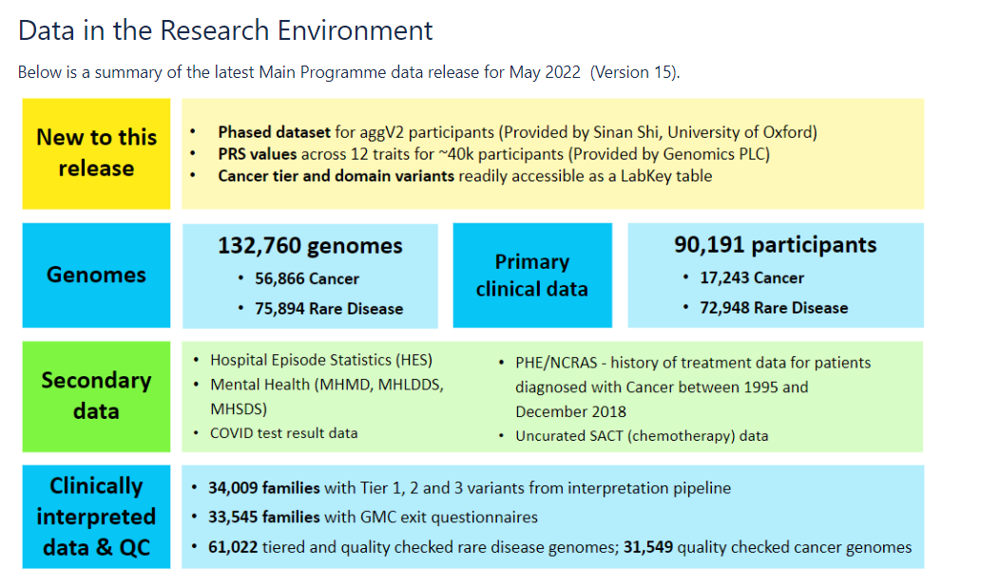 Data in the Research Environment
Below is a summary of the latest Main Programme data release for May 2022 (Version 15).
New to this
release
• Phased dataset for aggV2 participants (Provided by Sinan Shi, University of Oxford)
• PRS values across 12 traits for ~40k participants (Provided by Genomics PLC)
• Cancer tier and domain variants readily accessible as a LabKey table
Genomes
132,760 genomes
• 56,866 Cancer
• 75,894 Rare Disease
Primary
clinical data
90,191 participants
• 17,243 Cancer
• 72,948 Rare Disease
Secondary
data
• Hospital Episode Statistics (HES)
• Mental Health (MHMD, MHLDDS,
MHSDS)
• COVID test result data
• PHE/NCRAS - history of treatment data for patients
diagnosed with Cancer between 1995 and
December 2018
• Uncurated SACT (chemotherapy) data
Clinically
interpreted
data & QC
• 34,009 families with Tier 1, 2 and 3 variants from interpretation pipeline
• 33,545 families with GMC exit questionnaires
• 61,022 tiered and quality checked rare disease genomes; 31,549 quality checked cancer genomes